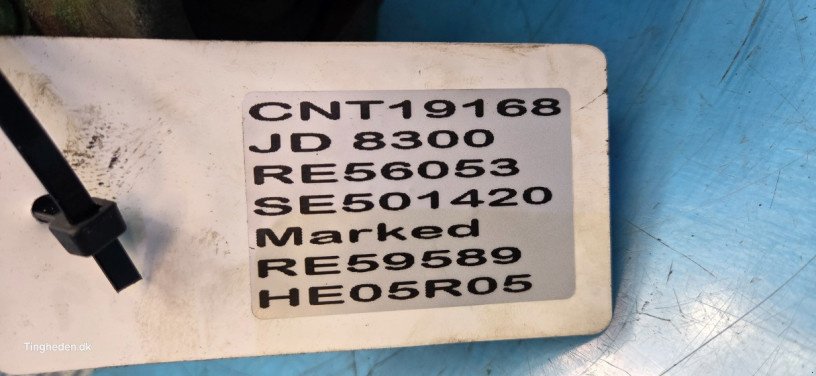 CNT19168
JD 8300
RE56053
SE501420
Marked
RE59589
HE05R05
Tingheden.dk